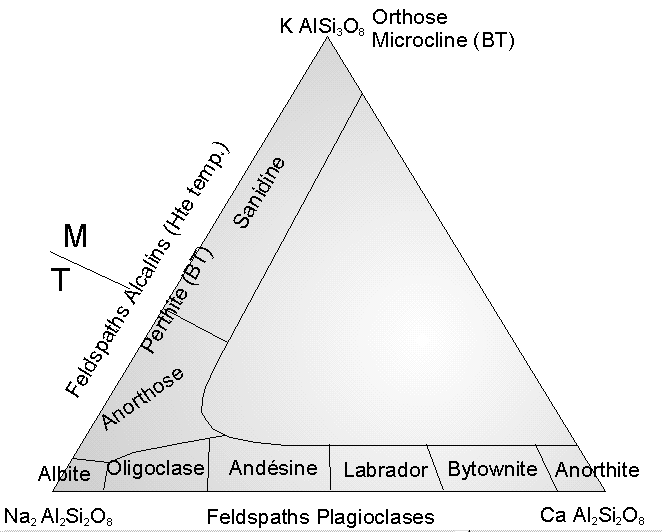 K AlSi₃O₈
Orthose
Microcline (BT)
Sanidine
Feldspaths Alcalins (Hte temp.)
M
T
Perthite (BT)
Anorthose
Albite
Oligoclase
Andésine
Labrador
Bytownite
Anorthite
Na₂ Al₂Si₂O₈
Feldspaths Plagioclases
Ca Al₂Si₂O₈